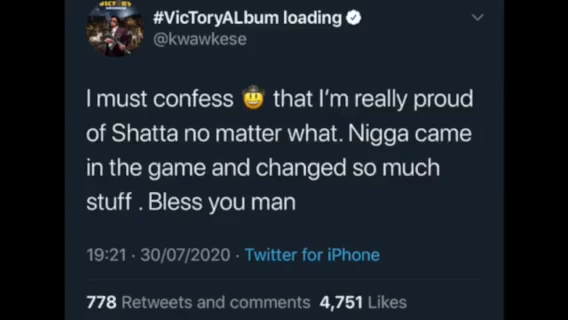 VICTORY
#VicToryALbum loading
@kwawkese
I must confess 🤠 that I'm really proud
of Shatta no matter what. Nigga came
in the game and changed so much
stuff . Bless you man
19:21 · 30/07/2020 · Twitter for iPhone
778 Retweets and comments 4,751 Likes